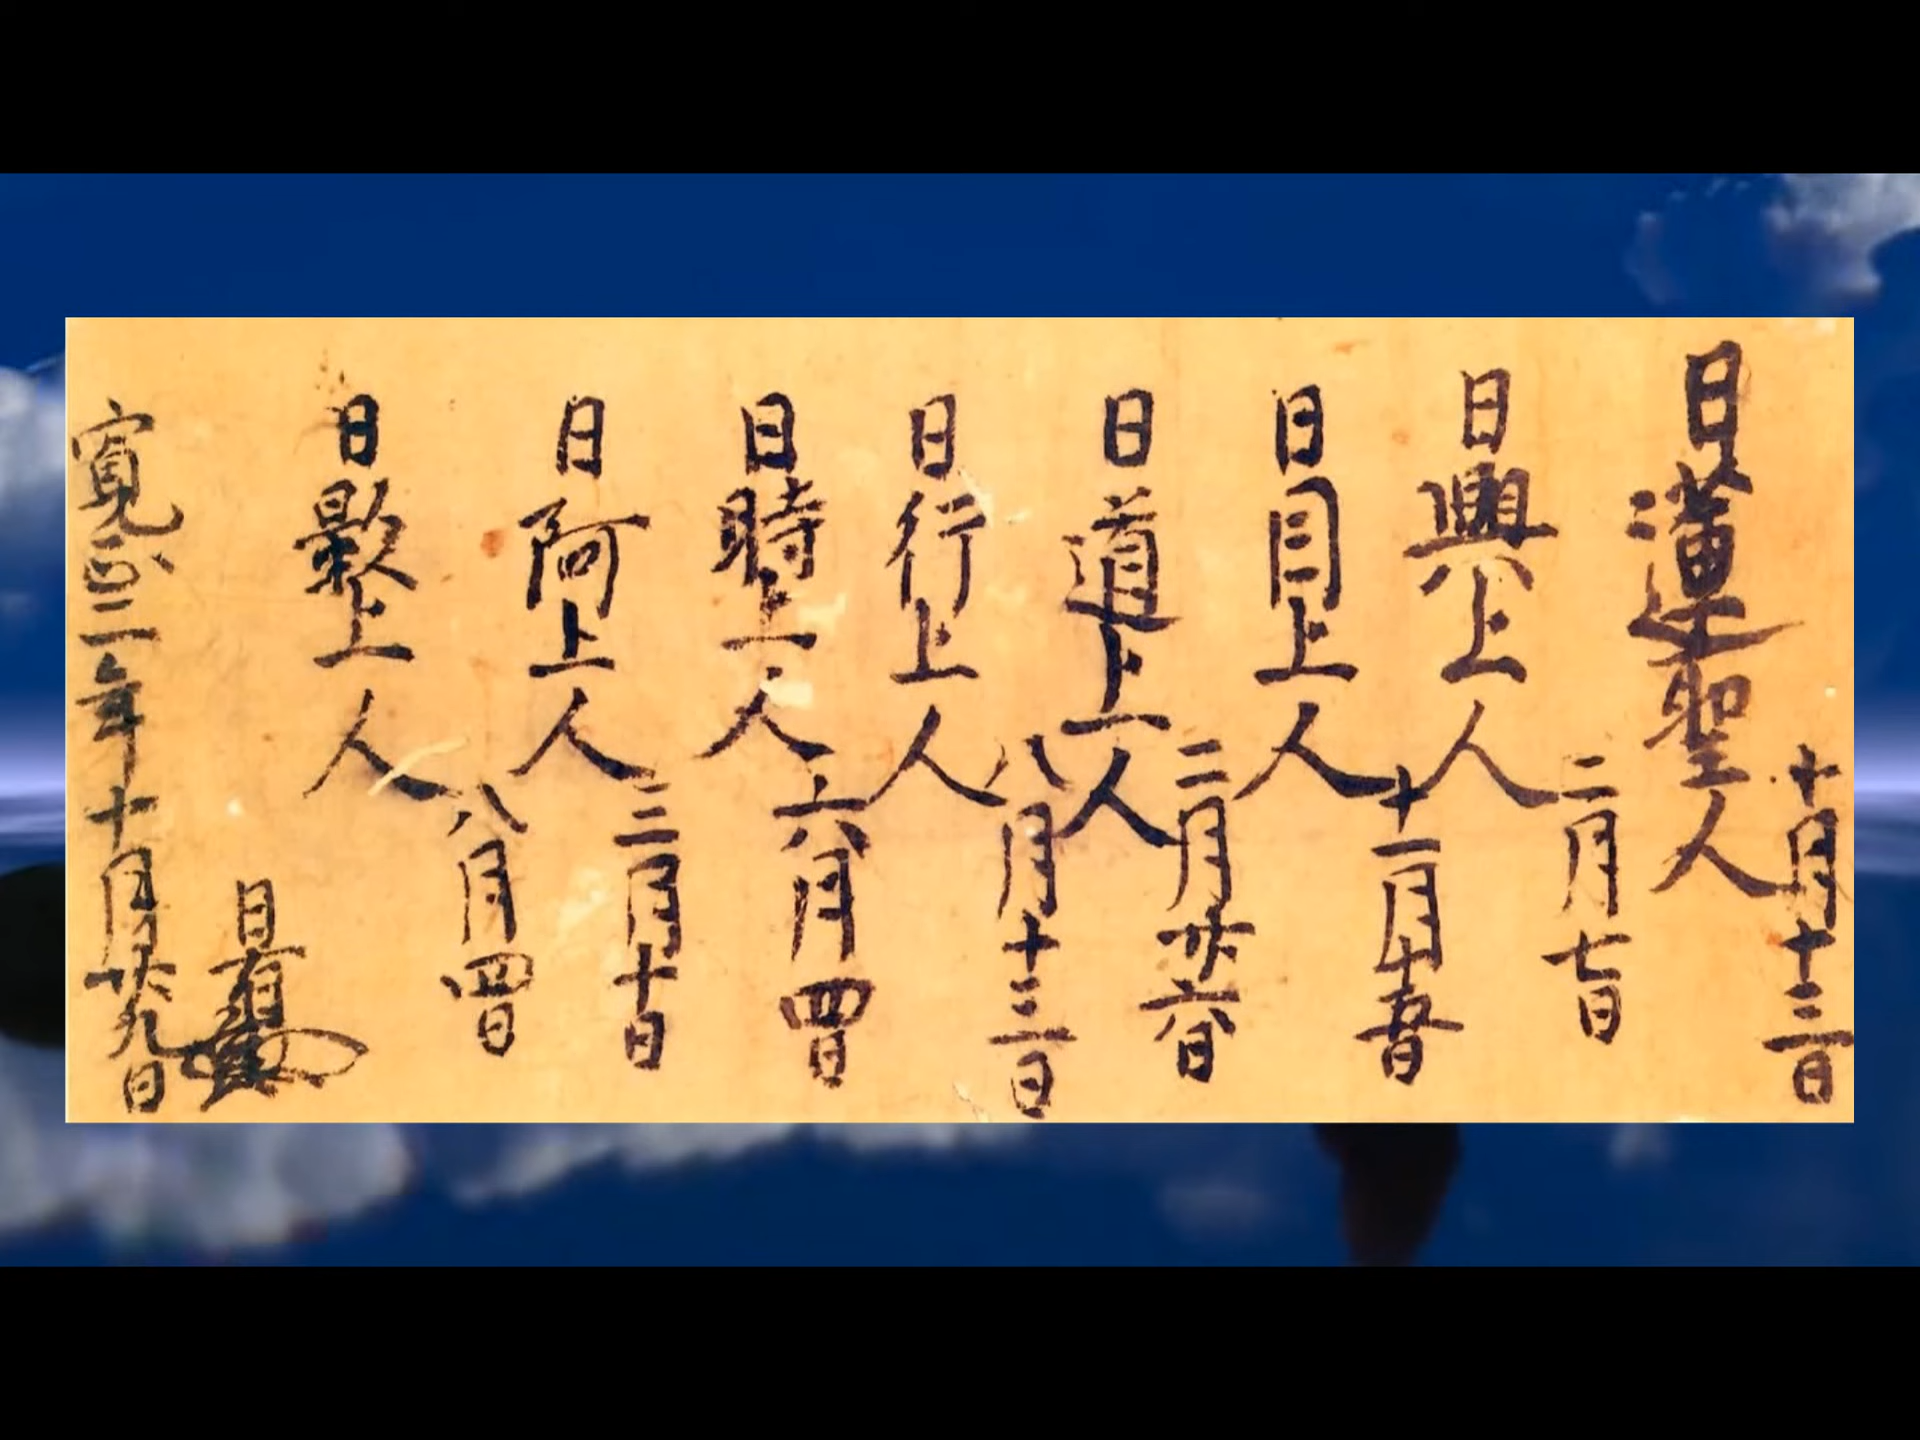 十月十三日
日蓮聖人
二月七日
日興上人
十一月十五日
日目上人
二月廿六日
日道上人
八月十三日
日行上人
六月四日
日時上人
三月十日
日阿上人
八月四日
日影上人
日有
寛正二年十月廿九日